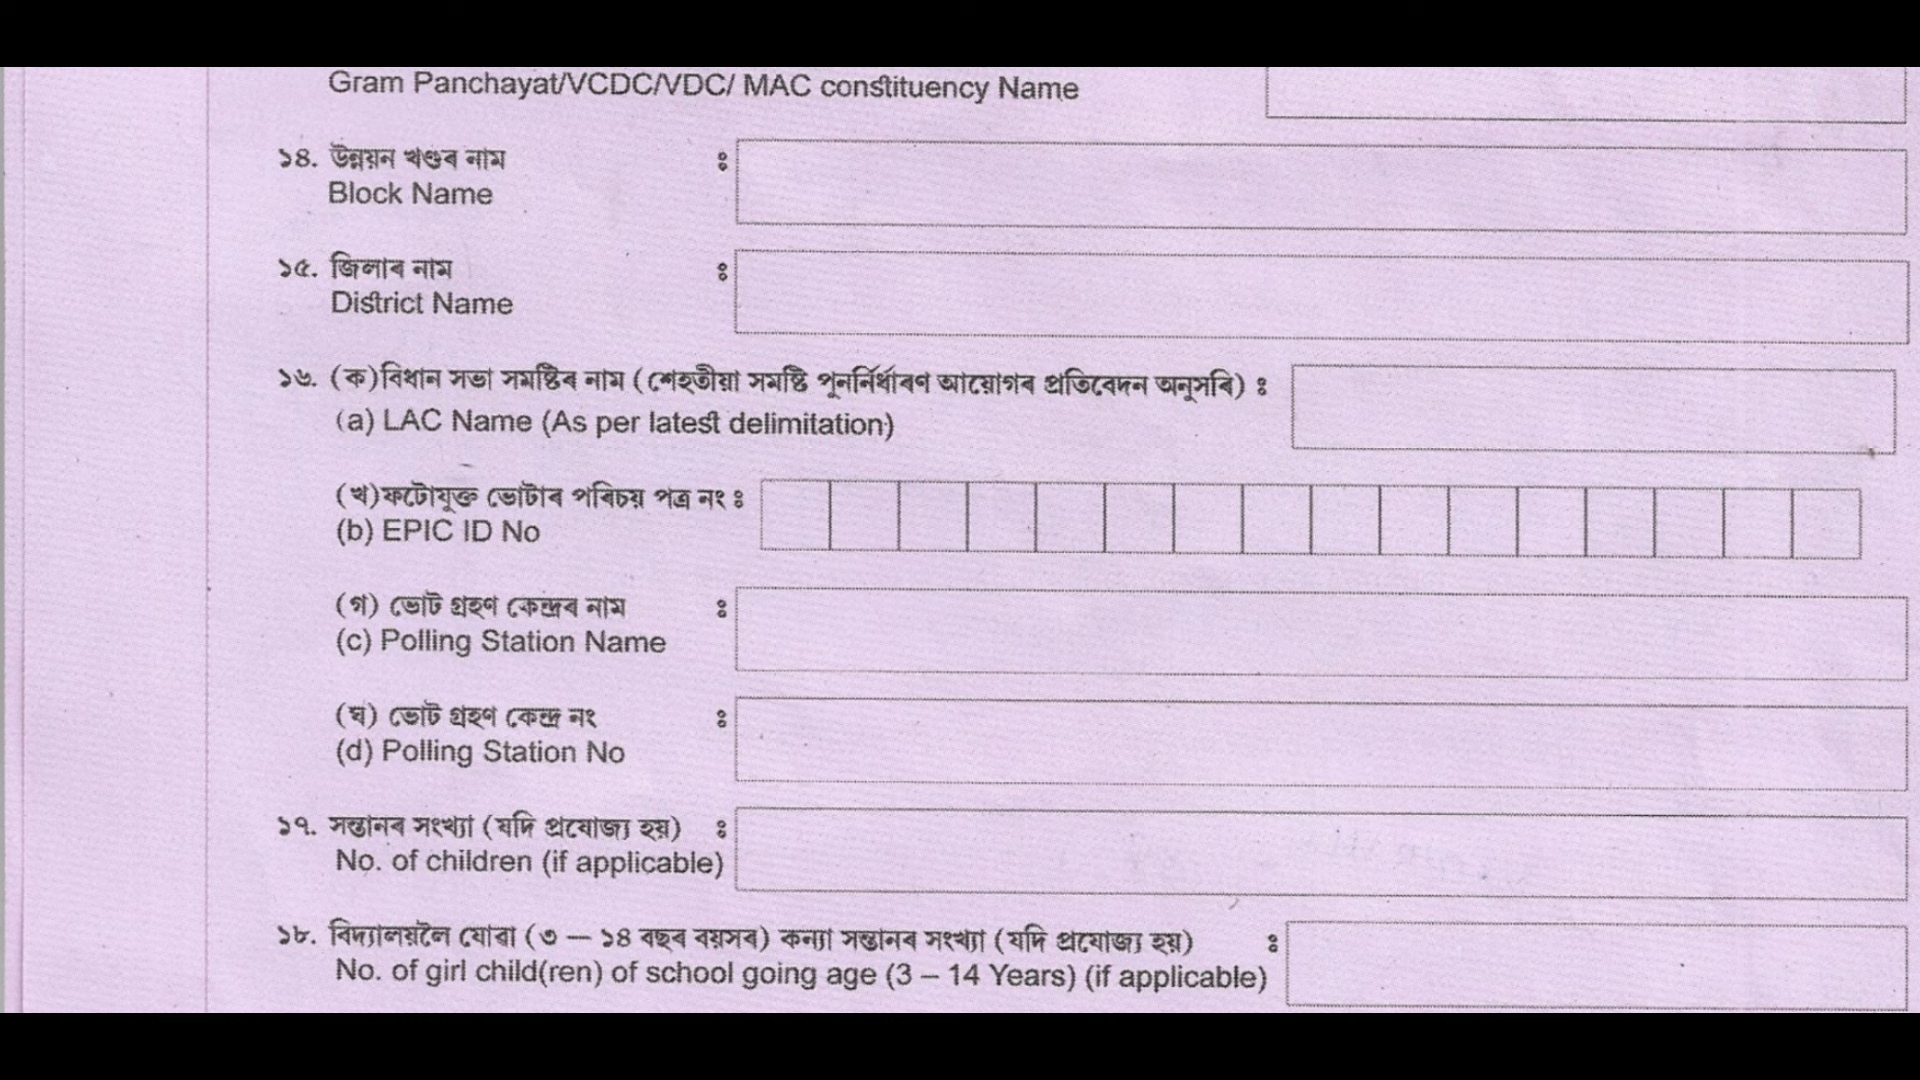 Gram Panchayat/VCDC/VDC/ MAC constituency Name
১৪. উন্নয়ন খণ্ডৰ নাম :
Block Name
১৫. জিলাৰ নাম :
District Name
১৬. (ক)বিধান সভা সমষ্টিৰ নাম (শেহতীয়া সমষ্টি পুনৰ্নিৰ্ধাৰণ আয়োগৰ প্ৰতিবেদন অনুসৰি) :
(a) LAC Name (As per latest delimitation)
(খ)ফটোযুক্ত ভোটাৰ পৰিচয় পত্ৰ নং :
(b) EPIC ID No
(গ) ভোট গ্ৰহণ কেন্দ্ৰৰ নাম :
(c) Polling Station Name
(ঘ) ভোট গ্ৰহণ কেন্দ্ৰ নং :
(d) Polling Station No
১৭. সন্তানৰ সংখ্যা (যদি প্ৰযোজ্য হয়) :
No. of children (if applicable)
১৮. বিদ্যালয়লৈ যোৱা (৩ – ১৪ বছৰ বয়সৰ) কন্যা সন্তানৰ সংখ্যা (যদি প্ৰযোজ্য হয়) :
No. of girl child(ren) of school going age (3 – 14 Years) (if applicable)